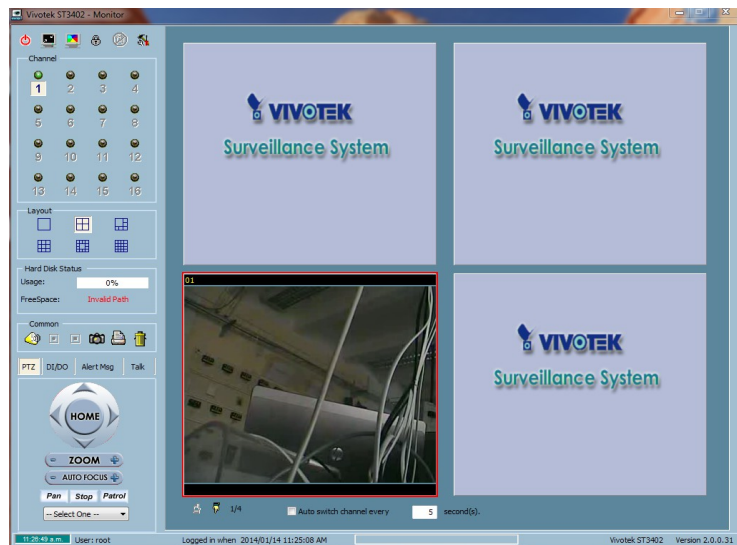 Vivotek ST3402 - Monitor
Channel
1 2 3 4
5 6 7 8
9 10 11 12
13 14 15 16
Layout
Hard Disk Status
Usage: 0%
FreeSpace: Invalid Path
Common
PTZ DI/DO Alert Msg Talk
HOME
ZOOM
AUTO FOCUS
Pan Stop Patrol
-- Select One --
VIVOTEK
Surveillance System
VIVOTEK
Surveillance System
01
VIVOTEK
Surveillance System
1/4 Auto switch channel every 5 second(s).
11:26:49 a.m. User: root Logged in when 2014/01/14 11:25:08 AM Vivotek ST3402 Version 2.0.0.31